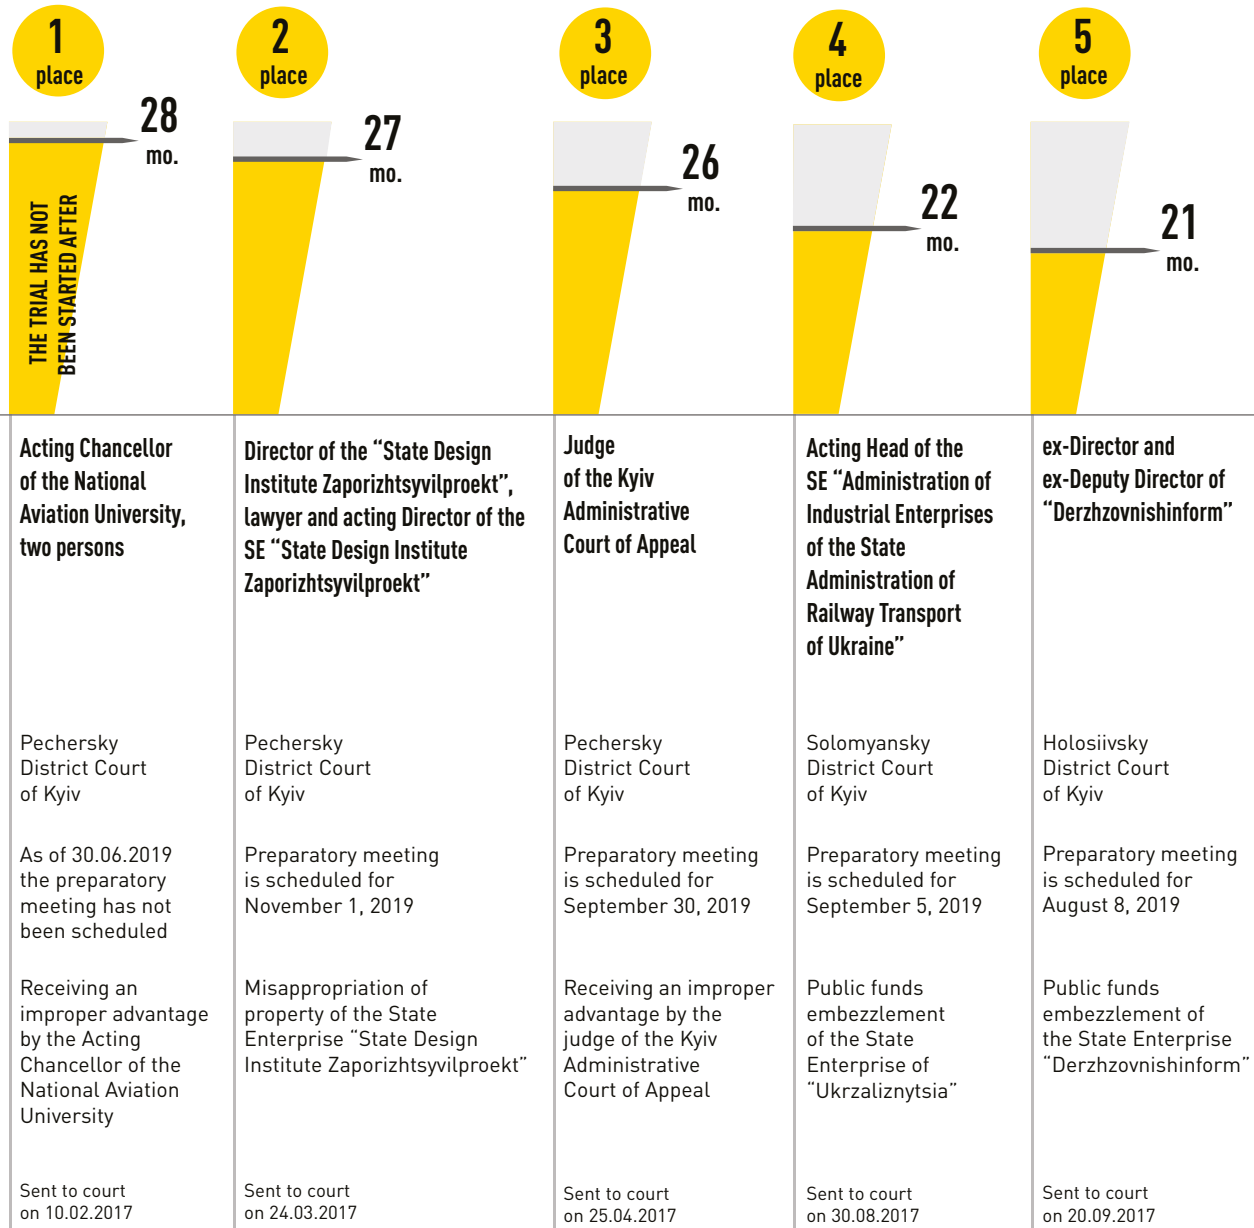 1
place
2
place
3
place
4
place
5
place
28
mo.
27
mo.
26
mo.
22
mo.
21
mo.
THE TRIAL HAS NOT
BEEN STARTED AFTER
Acting Chancellor
of the National
Aviation University,
two persons
Pechersky
District Court
of Kyiv
As of 30.06.2019
the preparatory
meeting has not
been scheduled
Receiving an
improper advantage
by the Acting
Chancellor of the
National Aviation
University
Sent to court
on 10.02.2017
Director of the “State Design
Institute Zaporizhtsyvilproekt”,
lawyer and acting Director of the
SE “State Design Institute
Zaporizhtsyvilproekt”
Pechersky
District Court
of Kyiv
Preparatory meeting
is scheduled for
November 1, 2019
Misappropriation of
property of the State
Enterprise “State Design
Institute Zaporizhtsyvilproekt”
Sent to court
on 24.03.2017
Judge
of the Kyiv
Administrative
Court of Appeal
Pechersky
District Court
of Kyiv
Preparatory meeting
is scheduled for
September 30, 2019
Receiving an improper
advantage by the
judge of the Kyiv
Administrative
Court of Appeal
Sent to court
on 25.04.2017
Acting Head of the
SE “Administration of
Industrial Enterprises
of the State
Administration of
Railway Transport
of Ukraine”
Solomyansky
District Court
of Kyiv
Preparatory meeting
is scheduled for
September 5, 2019
Public funds
embezzlement
of the State
Enterprise of
“Ukrzaliznytsia”
Sent to court
on 30.08.2017
ex-Director and
ex-Deputy Director of
“Derzhzovnishinform”
Holosiivsky
District Court
of Kyiv
Preparatory meeting
is scheduled for
August 8, 2019
Public funds
embezzlement of
the State Enterprise
“Derzhzovnishinform”
Sent to court
on 20.09.2017